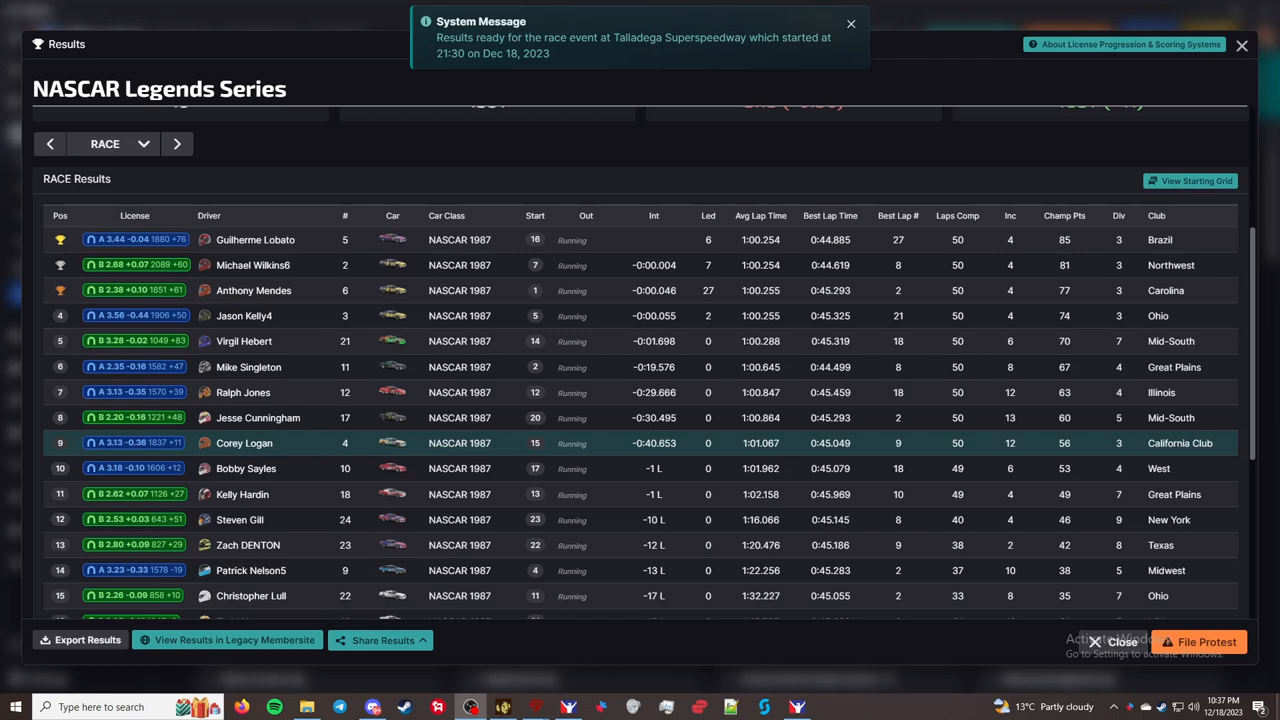 System Message
Results ready for the race event at Talladega Superspeedway which started at
21:30 on Dec 18, 2023
Results
About License Progression & Scoring Systems
NASCAR Legends Series
RACE
RACE Results
View Starting Grid
Pos License Driver # Car Car Class Start Out Int Led Avg Lap Time Best Lap Time Best Lap # Laps Comp Inc Champ Pts Div Club
A 3.44 -0.04 1880 +76 Guilherme Lobato 5 NASCAR 1987 16 Running 6 1:00.254 0:44.885 27 50 4 85 3 Brazil
B 2.68 +0.07 2089 +60 Michael Wilkins6 2 NASCAR 1987 7 Running -0:00.004 7 1:00.254 0:44.619 8 50 4 81 3 Northwest
B 2.38 +0.10 1851 +61 Anthony Mendes 6 NASCAR 1987 1 Running -0:00.046 27 1:00.255 0:45.293 2 50 4 77 3 Carolina
4 A 3.56 -0.44 1906 +50 Jason Kelly4 3 NASCAR 1987 5 Running -0:00.055 2 1:00.255 0:45.325 21 50 12 74 3 Ohio
5 B 3.28 -0.02 1049 +83 Virgil Hebert 21 NASCAR 1987 14 Running -0:01.698 0 1:00.288 0:45.319 18 50 6 70 7 Mid-South
6 A 2.35 -0.16 1582 +47 Mike Singleton 11 NASCAR 1987 2 Running -0:19.576 0 1:00.645 0:44.499 8 50 8 67 4 Great Plains
7 A 3.13 -0.35 1570 +39 Ralph Jones 12 NASCAR 1987 12 Running -0:29.666 0 1:00.847 0:45.459 18 50 12 63 4 Illinois
8 B 2.20 -0.16 1221 +48 Jesse Cunningham 17 NASCAR 1987 20 Running -0:30.495 0 1:00.864 0:45.293 2 50 13 60 5 Mid-South
9 A 3.13 -0.36 1837 +11 Corey Logan 4 NASCAR 1987 15 Running -0:40.653 0 1:01.067 0:45.049 9 50 12 56 3 California Club
10 A 3.18 -0.10 1606 +12 Bobby Sayles 10 NASCAR 1987 17 Running -1 L 0 1:01.962 0:45.079 18 49 6 53 4 West
11 B 2.62 +0.07 1126 +27 Kelly Hardin 18 NASCAR 1987 13 Running -1 L 0 1:02.158 0:45.969 10 49 4 49 7 Great Plains
12 B 2.53 +0.03 643 +51 Steven Gill 24 NASCAR 1987 23 Running -10 L 0 1:16.066 0:45.145 8 40 4 46 9 New York
13 B 2.80 +0.09 827 +29 Zach DENTON 23 NASCAR 1987 22 Running -12 L 0 1:20.476 0:45.186 9 38 2 42 8 Texas
14 A 3.23 -0.33 1578 -19 Patrick Nelson5 9 NASCAR 1987 4 Running -13 L 0 1:22.256 0:45.283 2 37 10 38 5 Midwest
15 B 2.26 -0.09 858 +10 Christopher Lull 22 NASCAR 1987 11 Running -17 L 0 1:32.227 0:45.055 2 33 8 35 7 Ohio
Export Results View Results in Legacy Membersite Share Results Close File Protest
Activate Windows
Go to Settings to activate Windows.
Type here to search
13°C Partly cloudy
10:37 PM
12/18/2023